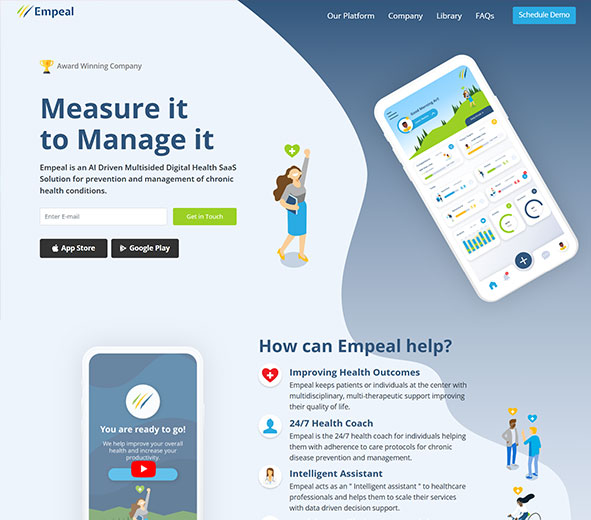 Empeal
Our Platform
Company
Library
FAQs
Schedule Demo
Award Winning Company
Measure it
to Manage it
Empeal is an AI Driven Multisided Digital Health SaaS
Solution for prevention and management of chronic
health conditions.
Enter E-mail
Get in Touch
App Store
Google Play
Good Morning
How can Empeal help?
Improving Health Outcomes
Empeal keeps patients or individuals at the center with
multidisciplinary, multi-therapeutic support improving
their quality of life.
24/7 Health Coach
Empeal is the 24/7 health coach for individuals helping
them with adherence to care protocols for chronic
disease prevention and management.
Intelligent Assistant
Empeal acts as an " Intelligent assistant " to healthcare
professionals and helps them to scale their services
with data driven decision support.
You are ready to go!
We help improve your overall
health and increase your
productivity.